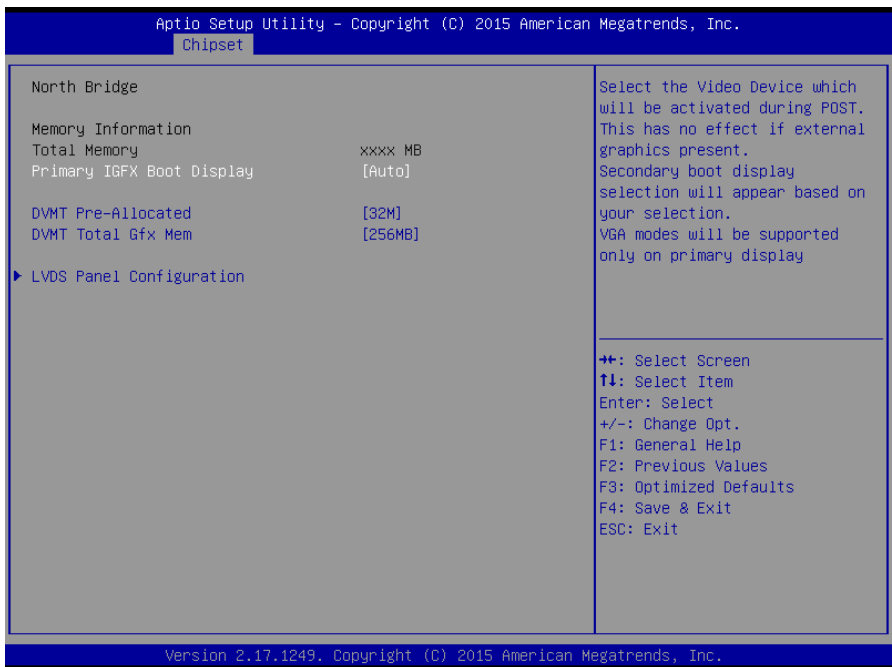 Aptio Setup Utility – Copyright (C) 2015 American Megatrends, Inc.
Chipset
North Bridge
Memory Information
Total Memory xxxx MB
Primary IGFX Boot Display [Auto]
DVMT Pre-Allocated [32M]
DVMT Total Gfx Mem [256MB]
LVDS Panel Configuration
Select the Video Device which
will be activated during POST.
This has no effect if external
graphics present.
Secondary boot display
selection will appear based on
your selection.
VGA modes will be supported
only on primary display
→←: Select Screen
↑↓: Select Item
Enter: Select
+/-: Change Opt.
F1: General Help
F2: Previous Values
F3: Optimized Defaults
F4: Save & Exit
ESC: Exit
Version 2.17.1249. Copyright (C) 2015 American Megatrends, Inc.